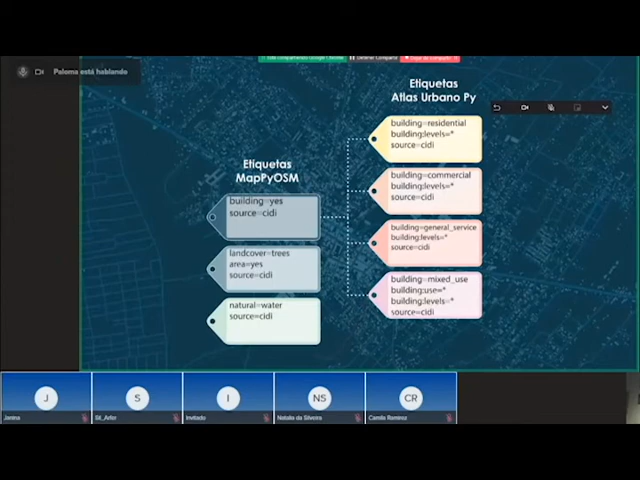 Paloma está hablando
Etiquetas
Atlas Urbano Py
building=residential
building:levels=*
source=cidi
building=commercial
building:levels=*
source=cidi
building=general_service
building:levels=*
source=cidi
building=mixed_use
building:use=*
building:levels=*
source=cidi
Etiquetas
MapPyOSM
building=yes
source=cidi
landcover=trees
area=yes
source=cidi
natural=water
source=cidi
J
S
I
NS
CR
Janina
Invitado
Natalia da Silveira
Camila Ramirez